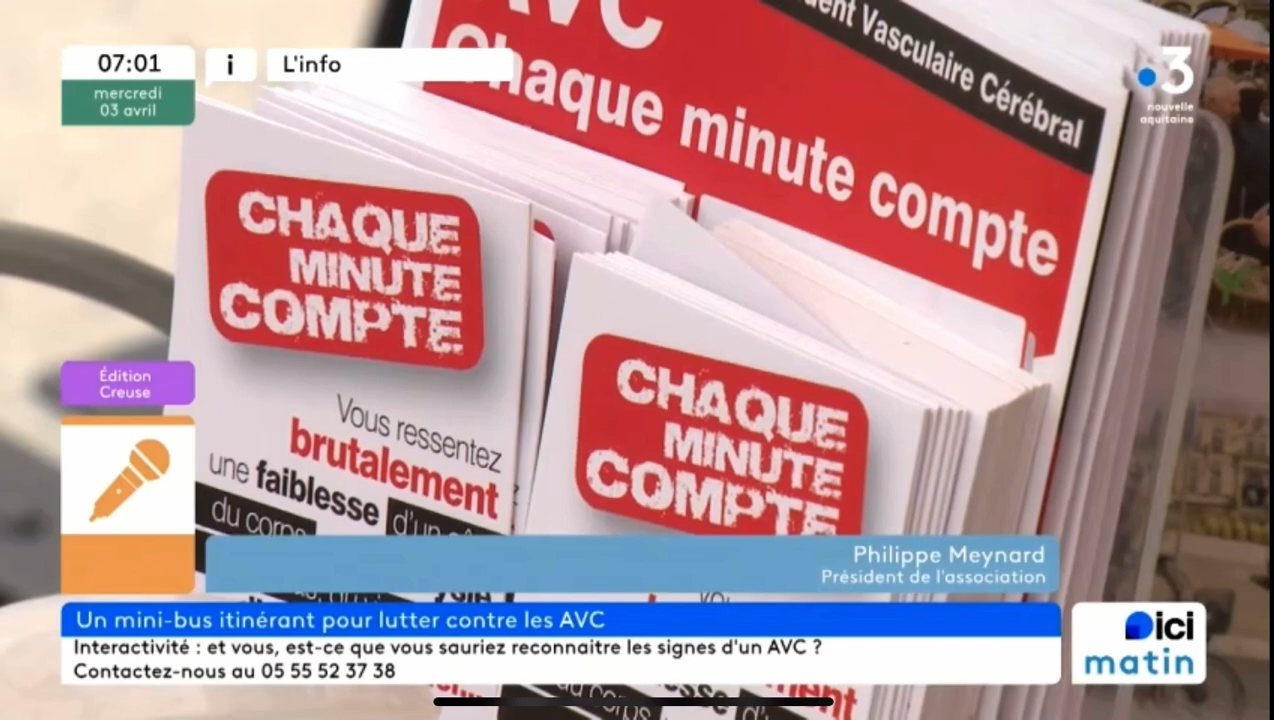 07:01
mercredi
03 avril
i
L'info
3
nouvelle
aquitaine
AVC
Vasculaire Cérébral
Chaque minute compte
CHAQUE
MINUTE
COMPTE
Vous ressentez
brutalement
une faiblesse d'un
du corps
CHAQUE
MINUTE
COMPTE
Édition
Creuse
Philippe Meynard
Président de l'association
Un mini-bus itinérant pour lutter contre les AVC
Interactivité : et vous, est-ce que vous sauriez reconnaitre les signes d'un AVC ?
Contactez-nous au 05 55 52 37 38
ici
matin